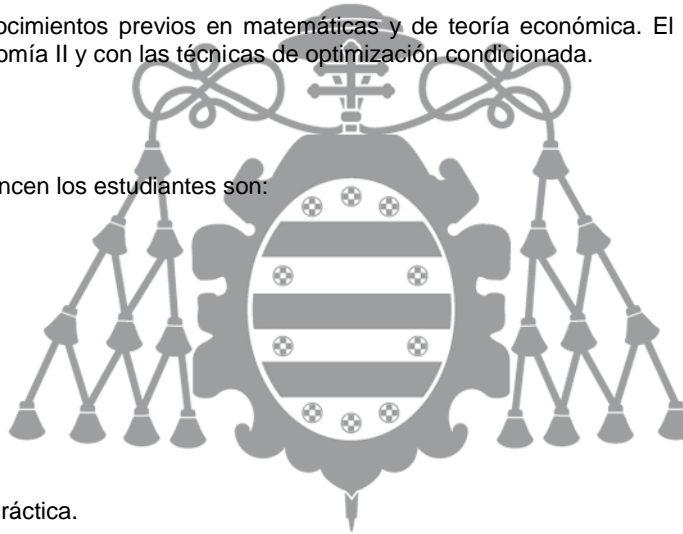 ocimientos previos en matemáticas y de teoría económica. El
omía II y con las técnicas de optimización condicionada.
ncen los estudiantes son:
ráctica.